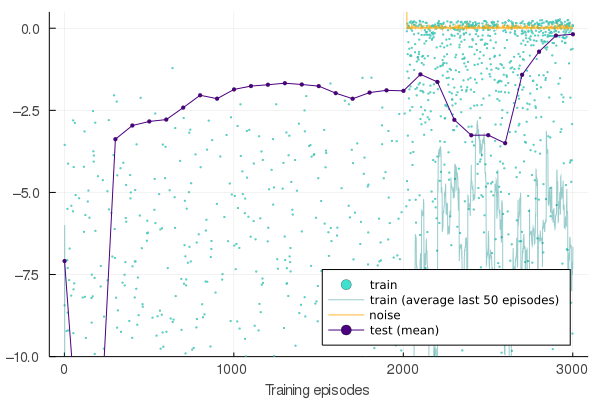 0.0
−2.5
−5.0
−7.5
−10.0
train
train (average last 50 episodes)
noise
test (mean)
0 1000 2000 3000
Training episodes